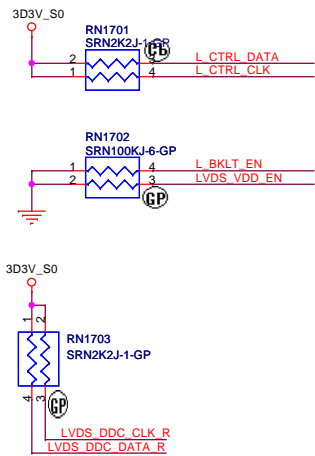 3D3V_S0
RN1701
SRN2K2J-1-GP
2 3 L_CTRL_DATA
1 4 L_CTRL_CLK
GP
RN1702
SRN100KJ-6-GP
1 4 L_BKLT_EN
2 3 LVDS_VDD_EN
GP
3D3V_S0
1 2
RN1703
SRN2K2J-1-GP
4 3
GP
LVDS_DDC_CLK_R
LVDS_DDC_DATA_R